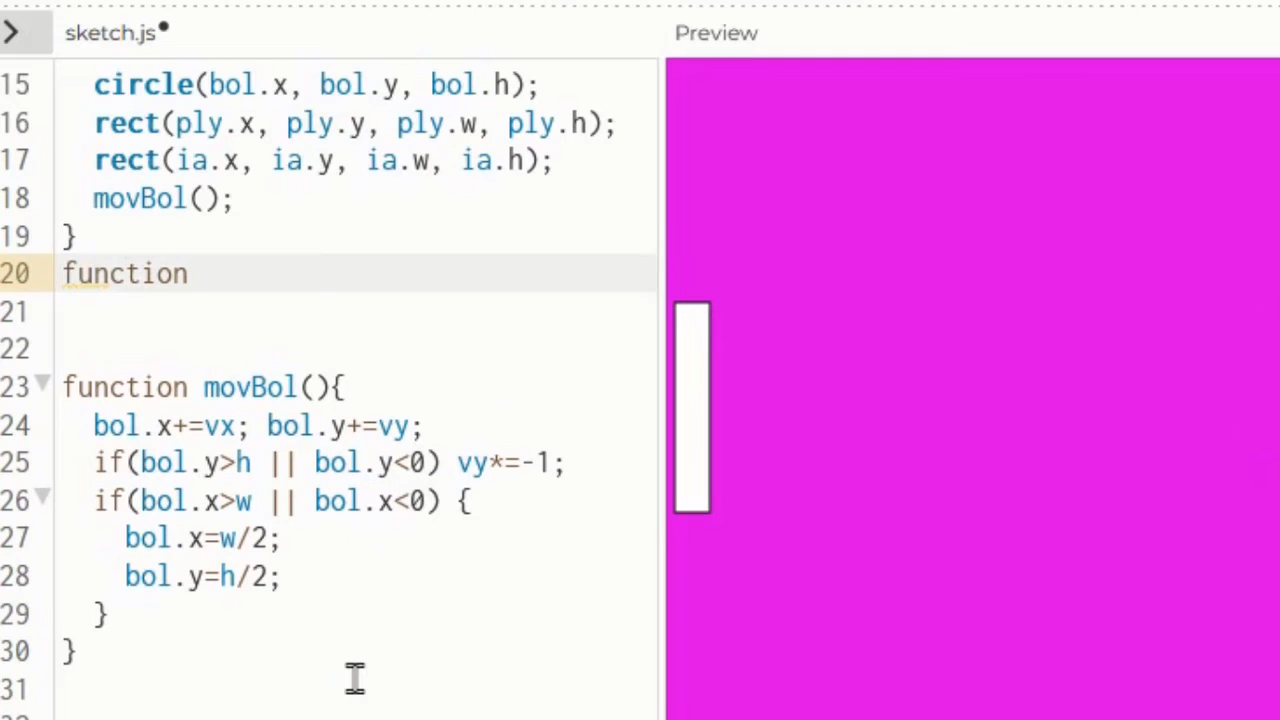 sketch.js•
Preview
15 circle(bol.x, bol.y, bol.h);
16 rect(ply.x, ply.y, ply.w, ply.h);
17 rect(ia.x, ia.y, ia.w, ia.h);
18 movBol();
19 }
20 function
21
22
23 function movBol(){
24 bol.x+=vx; bol.y+=vy;
25 if(bol.y>h || bol.y<0) vy*=-1;
26 if(bol.x>w || bol.x<0) {
27 bol.x=w/2;
28 bol.y=h/2;
29 }
30 }
31